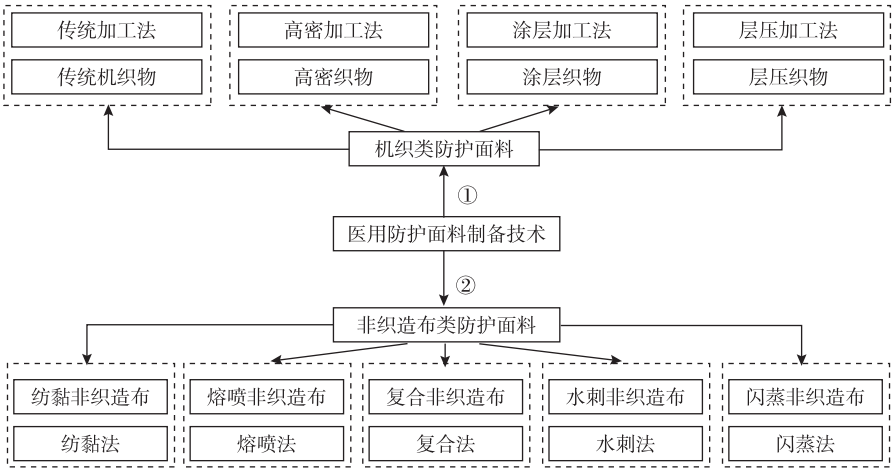 传统加工法
高密加工法
涂层加工法
层压加工法
传统机织物
高密织物
涂层织物
层压织物
机织类防护面料
①
医用防护面料制备技术
②
非织造布类防护面料
纺黏非织造布
熔喷非织造布
复合非织造布
水刺非织造布
闪蒸非织造布
纺黏法
熔喷法
复合法
水刺法
闪蒸法